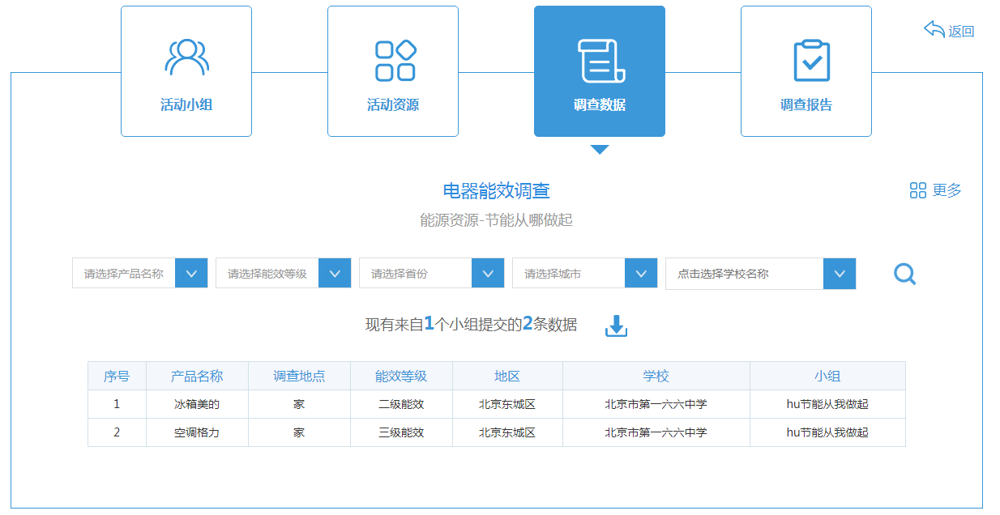 返回
活动小组 活动资源 调查数据 调查报告
电器能效调查
更多
能源资源-节能从哪做起
请选择产品名称 请选择能效等级 请选择省份 请选择城市 点击选择学校名称
现有来自1个小组提交的2条数据
序号 产品名称 调查地点 能效等级 地区 学校 小组
1 冰箱美的 家 二级能效 北京东城区 北京市第一六六中学 hu节能从我做起
2 空调格力 家 三级能效 北京东城区 北京市第一六六中学 hu节能从我做起